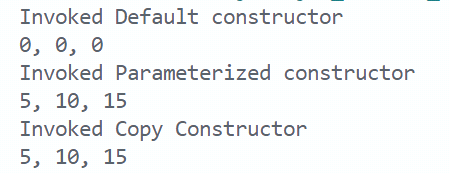 Invoked Default constructor
0, 0, 0
Invoked Parameterized constructor
5, 10, 15
Invoked Copy Constructor
5, 10, 15